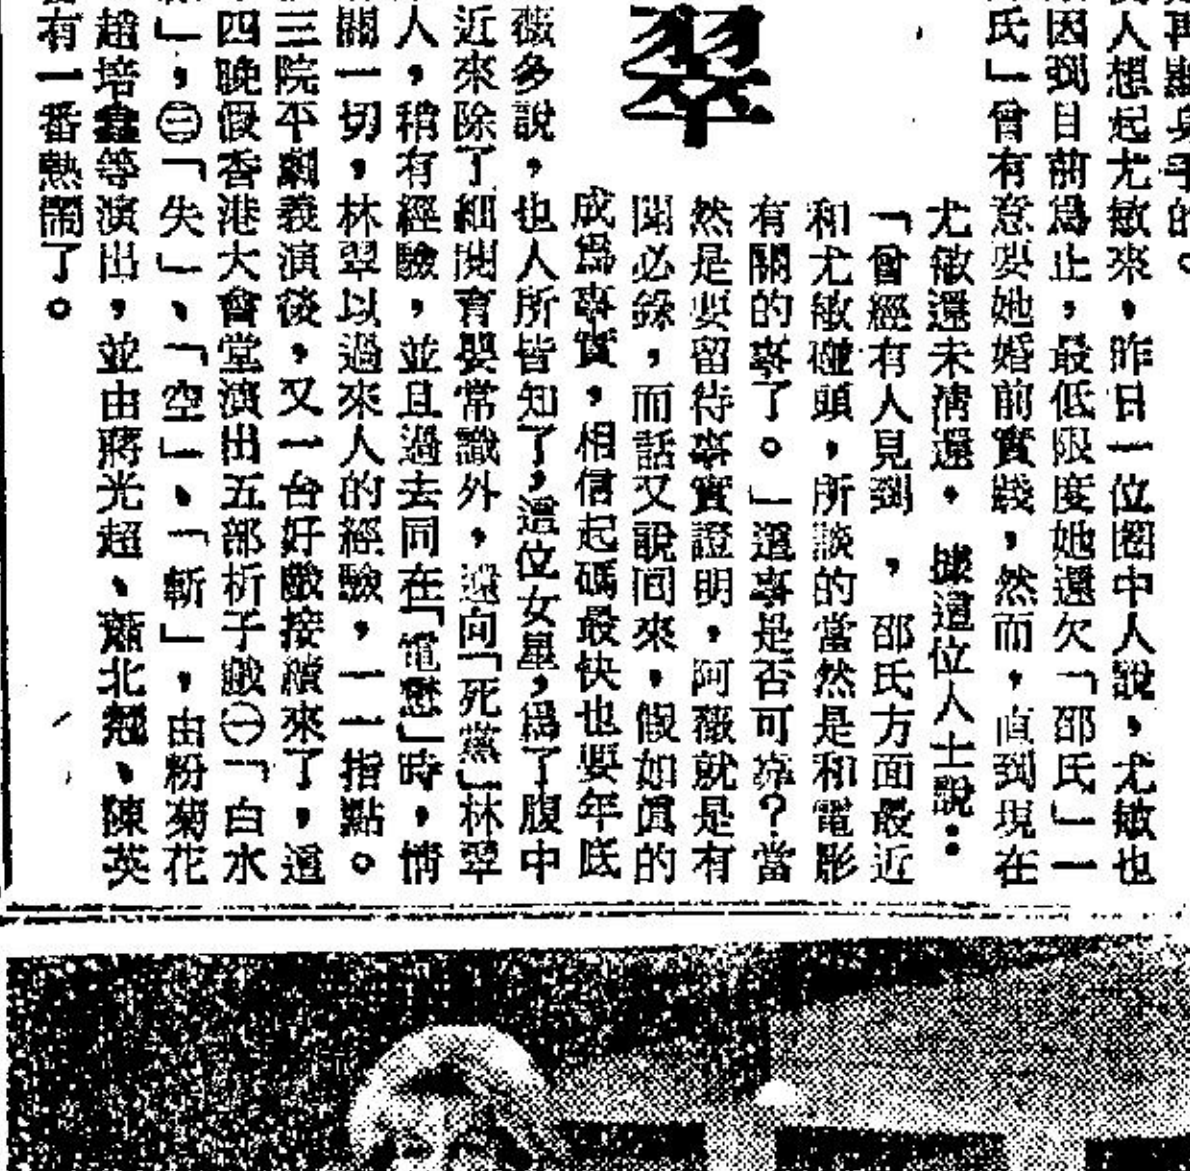 再顯身手的。
人想起尤敏來，昨日一位圈中人說，尤敏也
因到目前爲止，最低限度她還欠「邵氏」一
氏」曾有意要她婚前實踐，然而，直到現在
尤敏還未清還。據這位人士說：
「曾經有人見到，邵氏方面最近
和尤敏碰頭，所談的當然是和電影
有關的事了。」這事是否可靠？當
然是要留待事實證明，阿薇就是有
聞必錄，而話又說回來，假如眞的
成爲事實，相信起碼最快也要年底
翠
薇多說，也人所皆知了，這位女星，爲了腹中
近來除了細閱育嬰常識外，還向「死黨」林翠
人，稍有經驗，並且過去同在「電懋」時，情
關一切，林翠以過來人的經驗，一一指點。
三院平劇義演後，又一台好戲接續來了，這
四晚假香港大會堂演出五部析子戲㊀「白水
」，㊁「失」、「空」、「斬」，由粉菊花
趙培鑫等演出，並由蔣光超、蕭北、陳英
有一番熱鬧了。